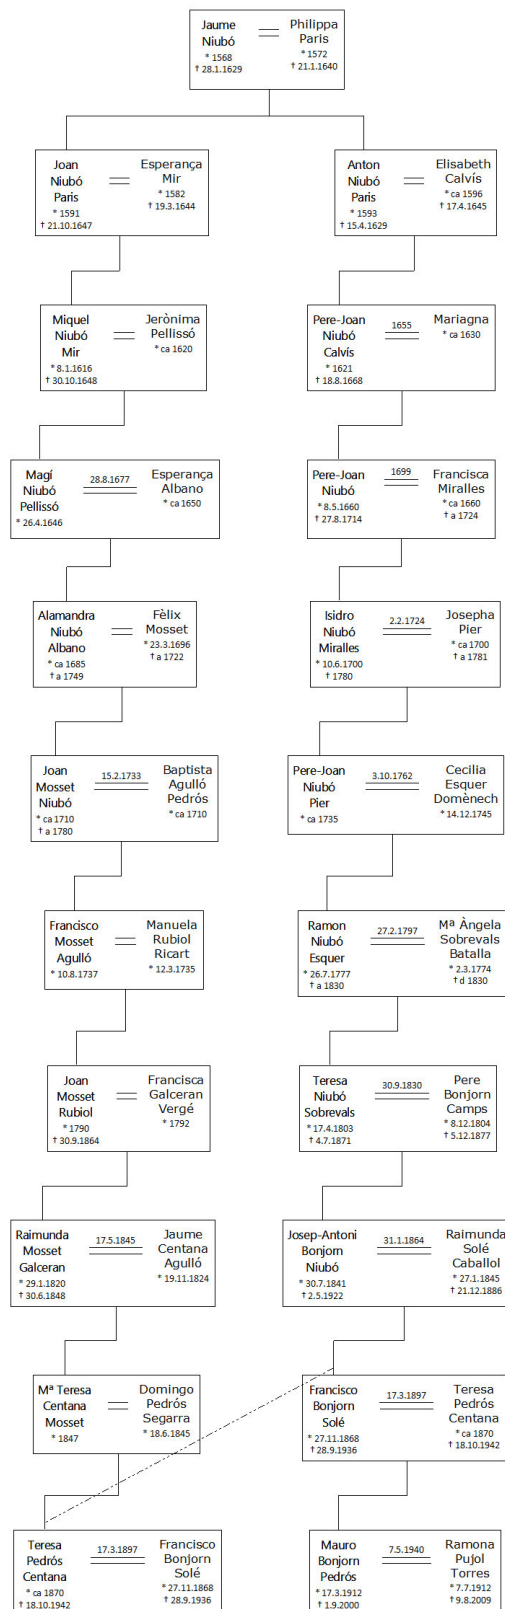 Jaume
Niubó
* 1568
† 28.1.1629
Philippa
Paris
* 1572
† 21.1.1640
Joan
Niubó
Paris
* 1591
† 21.10.1647
Esperança
Mir
* 1582
† 19.3.1644
Anton
Niubó
Paris
* 1593
† 15.4.1629
Elisabeth
Calvís
* ca 1596
† 17.4.1645
Miquel
Niubó
Mir
* 8.1.1616
† 30.10.1648
Jerònima
Pellissó
* ca 1620
Pere-Joan
Niubó
Calvís
* 1621
† 18.8.1668
1655
Mariagna
* ca 1630
Magí
Niubó
Pellissó
* 26.4.1646
28.8.1677
Esperança
Albano
* ca 1650
Pere-Joan
Niubó
* 8.5.1660
† 27.8.1714
1699
Francisca
Miralles
* ca 1660
† a 1724
Alamandra
Niubó
Albano
* ca 1685
† a 1749
Fèlix
Mosset
* 23.3.1696
† a 1722
Isidro
Niubó
Miralles
* 10.6.1700
† 1780
2.2.1724
Josepha
Pier
* ca 1700
† a 1781
Joan
Mosset
Niubó
* ca 1710
† a 1780
15.2.1733
Baptista
Agulló
Pedrós
* ca 1710
Pere-Joan
Niubó
Pier
* ca 1735
3.10.1762
Cecilia
Esquer
Domènech
* 14.12.1745
Francisco
Mosset
Agulló
* 10.8.1737
Manuela
Rubiol
Ricart
* 12.3.1735
Ramon
Niubó
Esquer
* 26.7.1777
† a 1830
27.2.1797
Mª Àngela
Sobrevals
Batalla
* 2.3.1774
† d 1830
Joan
Mosset
Rubiol
* 1790
† 30.9.1864
Francisca
Galceran
Vergé
* 1792
Teresa
Niubó
Sobrevals
* 17.4.1803
† 4.7.1871
30.9.1830
Pere
Bonjorn
Camps
* 8.12.1804
† 5.12.1877
Raimunda
Mosset
Galceran
* 29.1.1820
† 30.6.1848
17.5.1845
Jaume
Centana
Agulló
* 19.11.1824
Josep-Antoni
Bonjorn
Niubó
* 30.7.1841
† 2.5.1922
31.1.1864
Raimunda
Solé
Caballol
* 27.1.1845
† 21.12.1886
Mª Teresa
Centana
Mosset
* 1847
Domingo
Pedrós
Segarra
* 18.6.1845
Francisco
Bonjorn
Solé
* 27.11.1868
† 28.9.1936
17.3.1897
Teresa
Pedrós
Centana
* ca 1870
† 18.10.1942
Teresa
Pedrós
Centana
* ca 1870
† 18.10.1942
17.3.1897
Francisco
Bonjorn
Solé
* 27.11.1868
† 28.9.1936
Mauro
Bonjorn
Pedrós
* 17.3.1912
† 1.9.2000
7.5.1940
Ramona
Pujol
Torres
* 7.7.1912
† 9.8.2009